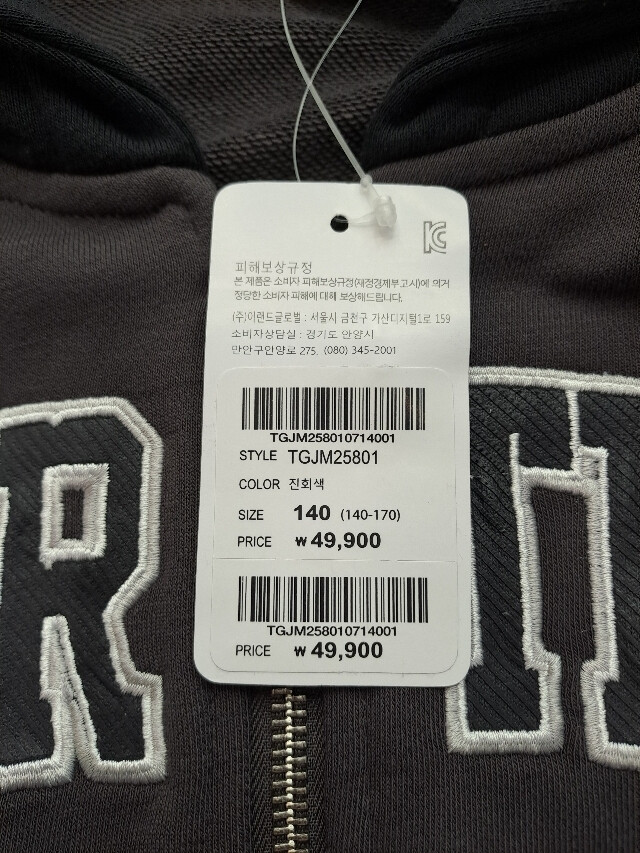 KC
피해보상규정
본 제품은 소비자 피해보상규정(재정경제부고시)에 의거
정당한 소비자 피해에 대해 보상해드립니다.
(주)이랜드글로벌 : 서울시 금천구 가산디지털1로 159
소비자상담실 : 경기도 안양시
만안구안양로 275, (080) 345-2001
TGJM258010714001
STYLE TGJM25801
COLOR 진회색
SIZE 140 (140-170)
PRICE ₩ 49,900
TGJM258010714001
PRICE ₩ 49,900
R